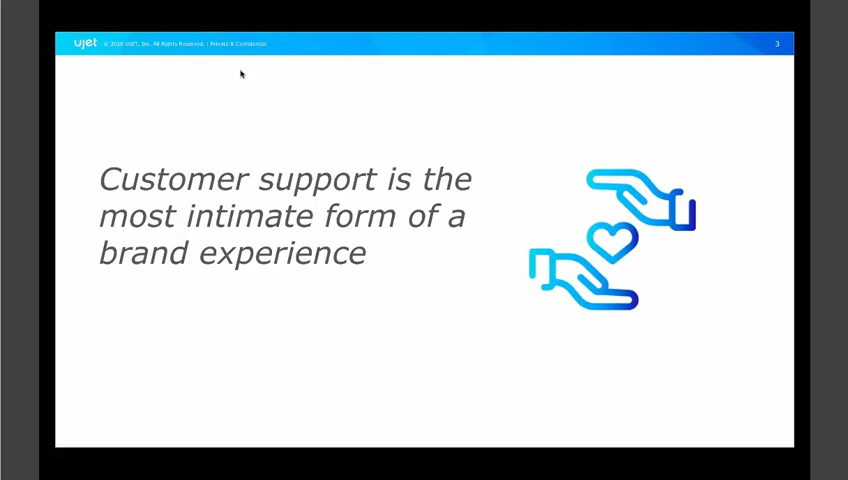 ujet © 2018 UJET, Inc. All Rights Reserved. | Private & Confidential 3
Customer support is the
most intimate form of a
brand experience